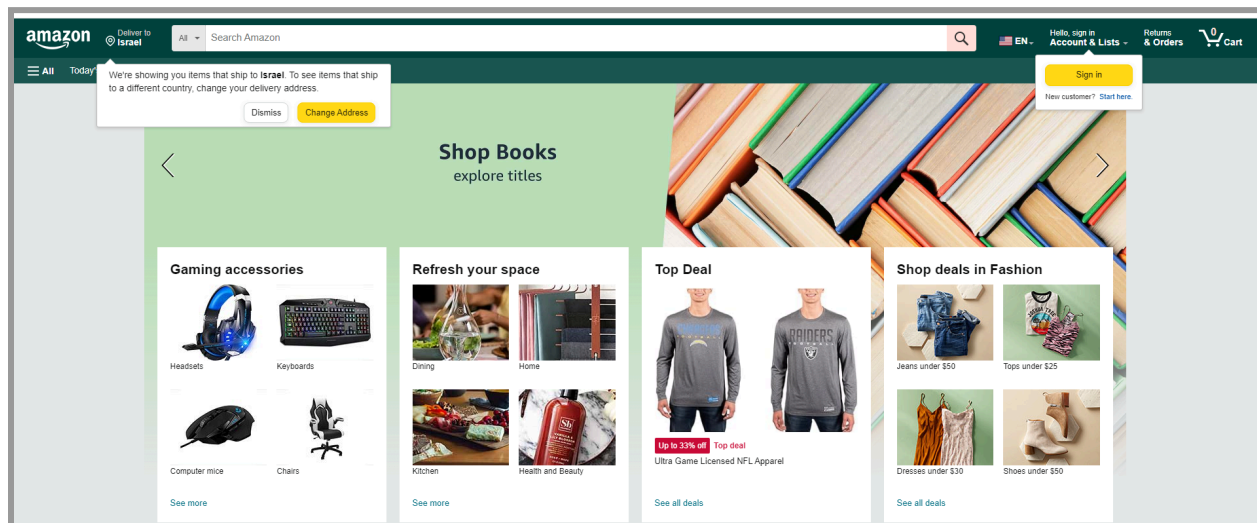 amazon
Deliver to
Israel
All
Search Amazon
EN
Hello, sign in
Account & Lists
Returns
& Orders
0
Cart
All
We're showing you items that ship to Israel. To see items that ship
to a different country, change your delivery address.
Dismiss
Change Address
Sign in
New customer? Start here.
Shop Books
explore titles
Gaming accessories
Headsets
Keyboards
Computer mice
Chairs
See more
Refresh your space
Dining
Home
Kitchen
Health and Beauty
See more
Top Deal
CHARGERS
FOOTBALL
RAIDERS
FOOTBALL
Up to 33% off Top deal
Ultra Game Licensed NFL Apparel
See all deals
Shop deals in Fashion
Jeans under $50
Tops under $25
Dresses under $30
Shoes under $50
See all deals